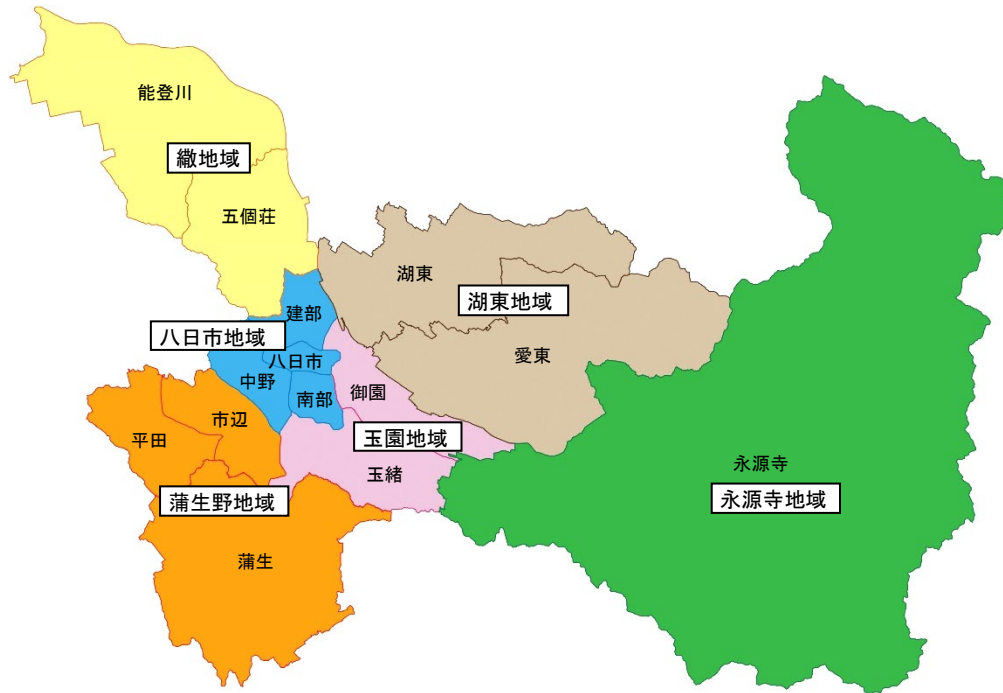 能登川
繖地域
五個荘
湖東
湖東地域
建部
八日市地域
愛東
八日市
中野
御園
南部
市辺
平田
玉園地域
永源寺
玉緒
永源寺地域
蒲生野地域
蒲生